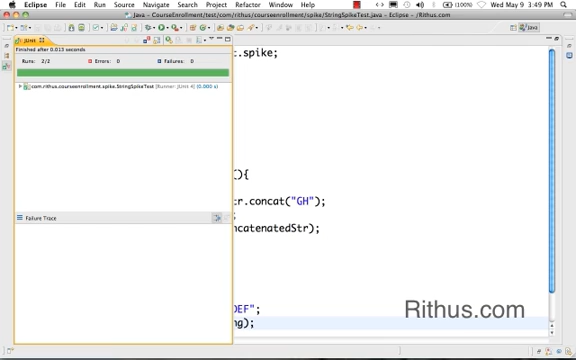 Eclipse File Edit Source Refactor Navigate Search Project Run Window Help (100%) Wed May 9 3:49 PM
Java - CourseEnrollment/test/com/rithus/courseenrollment/spike/StringSpikeTest.java - Eclipse - /Rithus.com
Java
JUnit
Finished after 0.013 seconds
Runs: 2/2 Errors: 0 Failures: 0
com.rithus.courseenrollment.spike.StringSpikeTest [Runner: JUnit 4] (0.000 s)
Failure Trace
t.spike;
(){
tr.concat("GH");
;
ncatenatedStr);
DEF";
ng);
Rithus.com